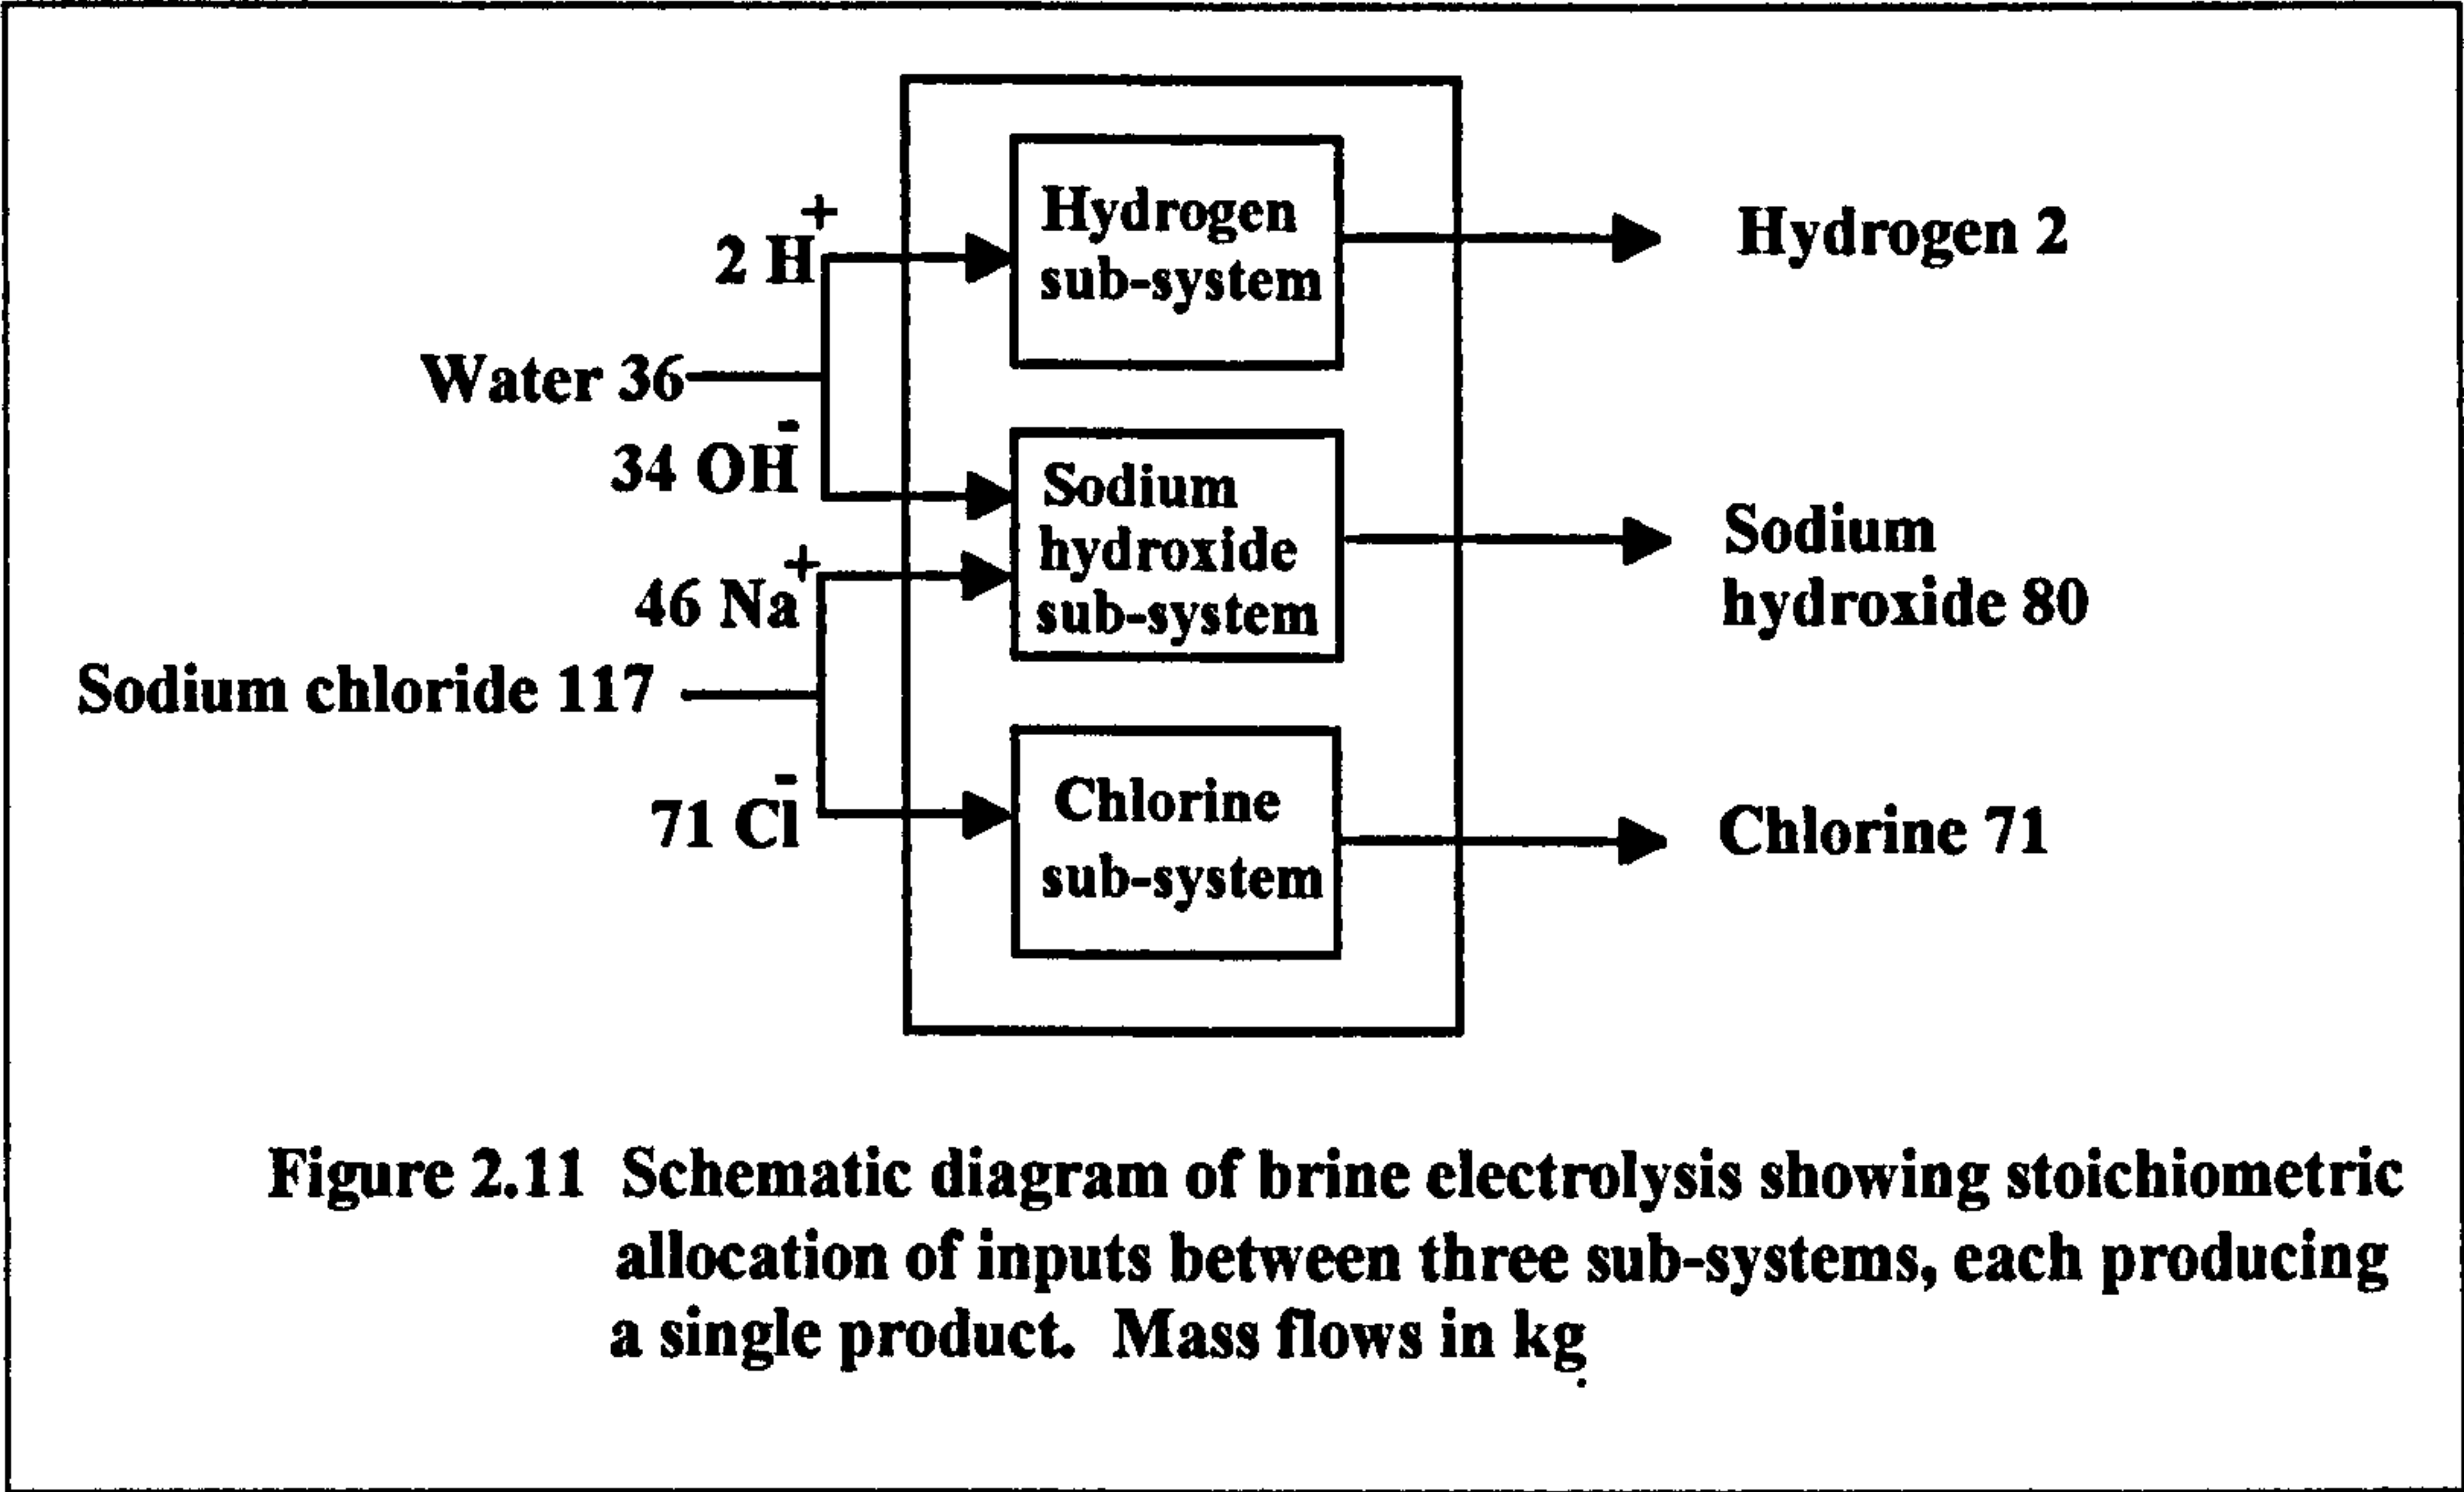 +
2 H
Hydrogen
sub-system
Hydrogen 2
Water 36
-
34 OH
Sodium
hydroxide
sub-system
Sodium
hydroxide 80
+
46 Na
Sodium chloride 117
-
71 Cl
Chlorine
sub-system
Chlorine 71
Figure 2.11 Schematic diagram of brine electrolysis showing stoichiometric
allocation of inputs between three sub-systems, each producing
a single product. Mass flows in kg